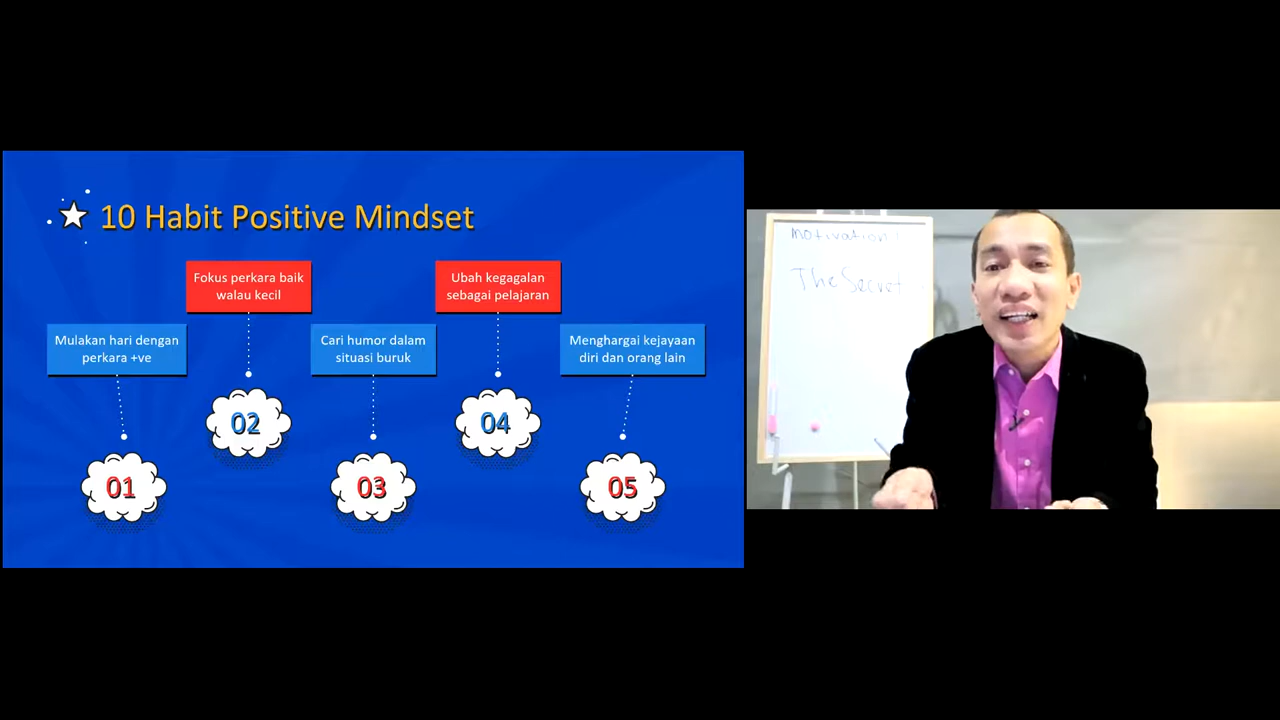 10 Habit Positive Mindset
Mulakan hari dengan
perkara +ve
01
Fokus perkara baik
walau kecil
02
Cari humor dalam
situasi buruk
03
Ubah kegagalan
sebagai pelajaran
04
Menghargai kejayaan
diri dan orang lain
05
motivation
The Secret